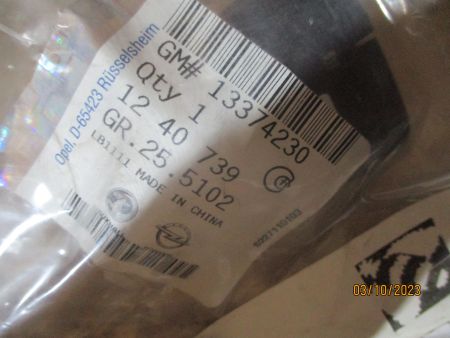 Opel, D-65423 Rüsselsheim
GM# 13374230
Qty 1
12 40 739
GR.25.5102
LB1111 MADE IN CHINA
03/10/2023